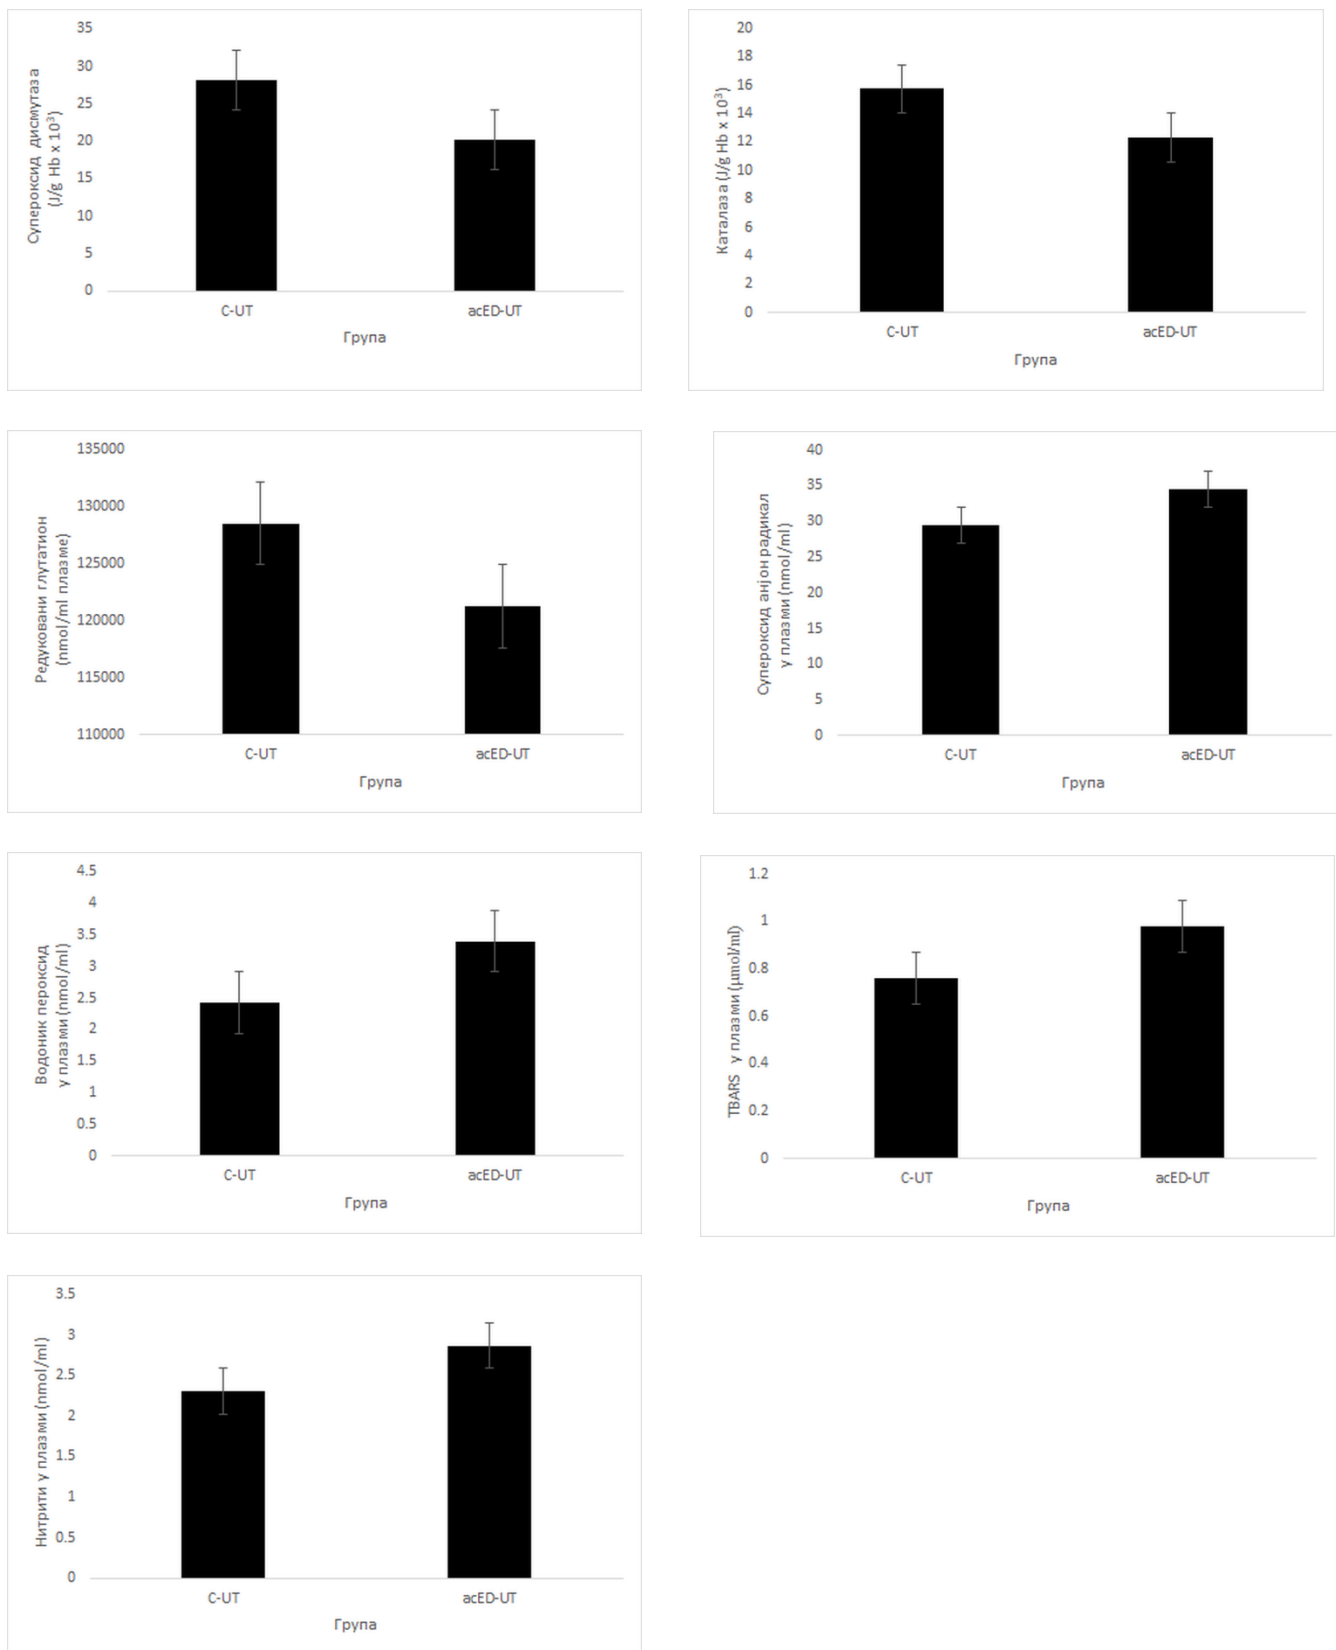 Супероксид дисмутаза
(J/g Hb x 10³)
35
30
25
20
15
10
5
0
C-UT
acED-UT
Група
Каталаза (J/g Hb x 10³)
20
18
16
14
12
10
8
6
4
2
0
C-UT
acED-UT
Група
Редуковани глутатион
(nmol/ml плазме)
135000
130000
125000
120000
115000
110000
C-UT
acED-UT
Група
Супероксид анјон радикал
у плазми (nmol/ml)
40
35
30
25
20
15
10
5
0
C-UT
acED-UT
Група
Водоник пероксид
у плазми (nmol/ml)
4.5
4
3.5
3
2.5
2
1.5
1
0.5
0
C-UT
acED-UT
Група
TBARS у плазми (µmol/ml)
1.2
1
0.8
0.6
0.4
0.2
0
C-UT
acED-UT
Група
Нитрити у плазми (nmol/ml)
3.5
3
2.5
2
1.5
1
0.5
0
C-UT
acED-UT
Група